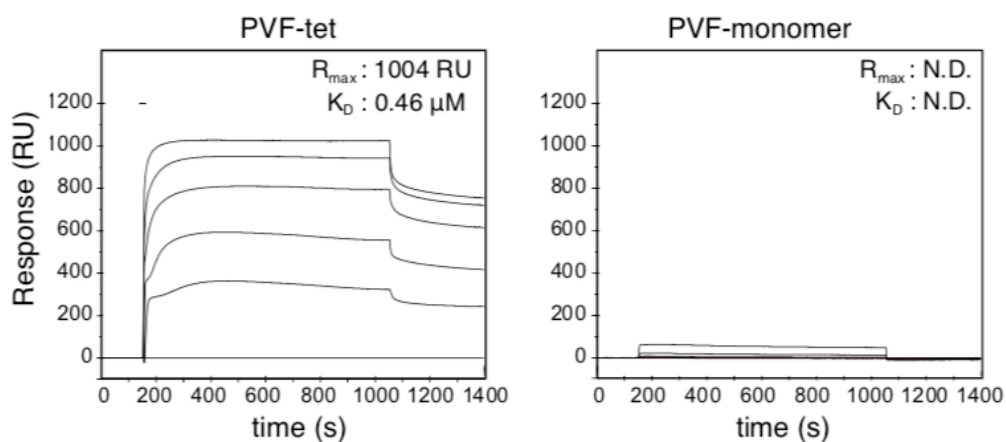 PVF-tet
PVF-monomer
Rmax : 1004 RU
KD : 0.46 µM
Rmax : N.D.
KD : N.D.
Response (RU)
1200
1000
800
600
400
200
0
0 200 400 600 800 1000 1200 1400
time (s)
1200
1000
800
600
400
200
0
0 200 400 600 800 1000 1200 1400
time (s)